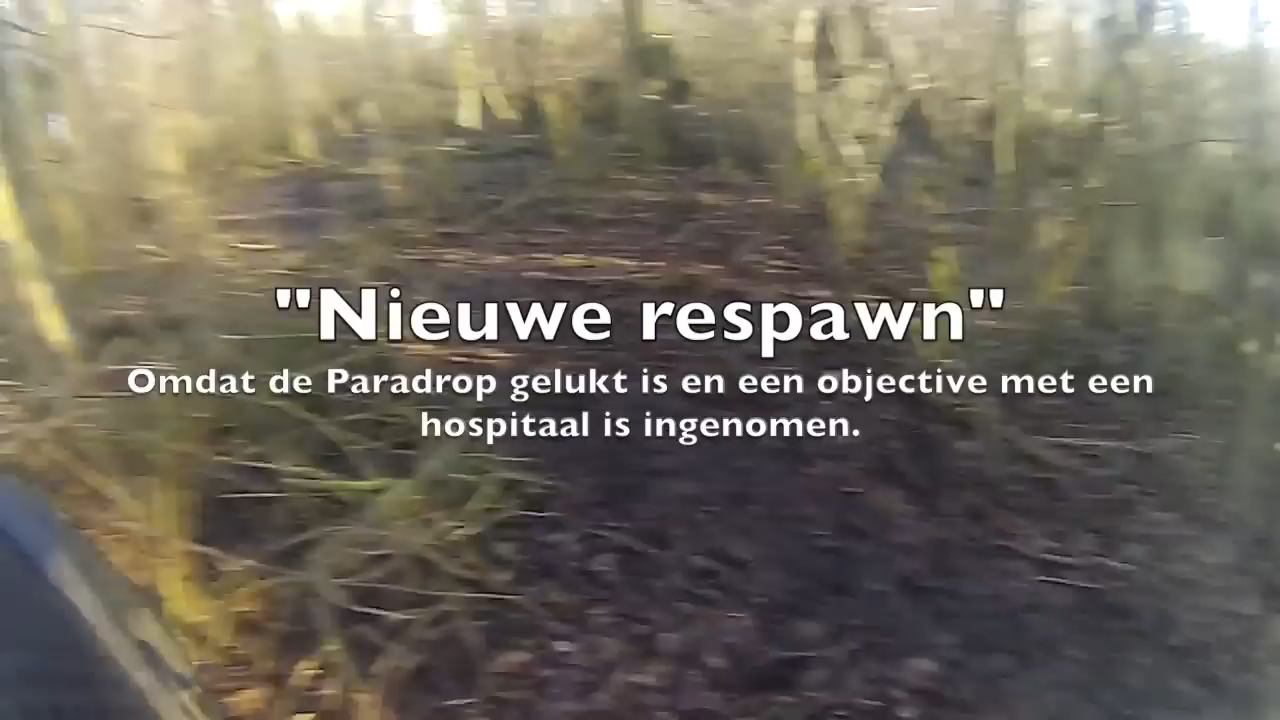 "Nieuwe respawn"
Omdat de Paradrop gelukt is en een objective met een
hospitaal is ingenomen.